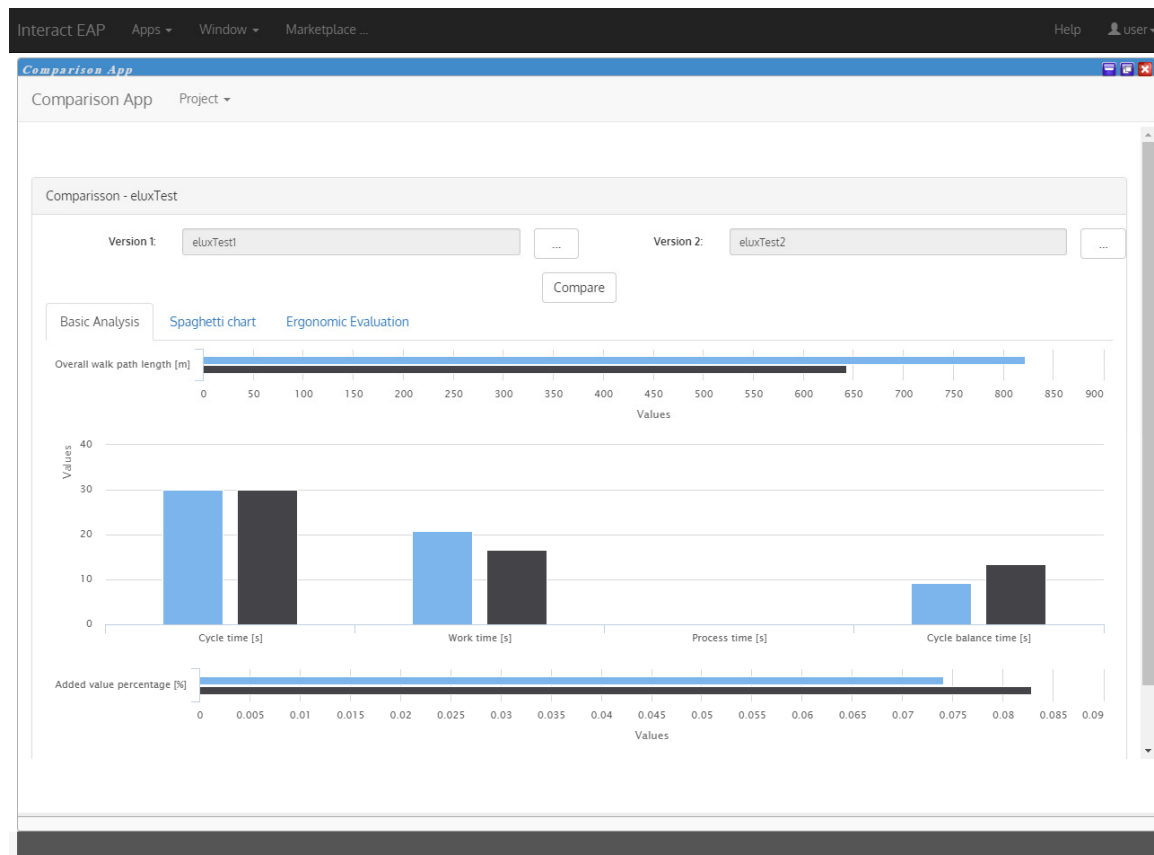 Interact EAP Apps Window Marketplace ... Help user
Comparison App
Comparison App Project
Comparisson - eluxTest
Version 1: eluxTest1 ... Version 2: eluxTest2 ...
Compare
Basic Analysis Spaghetti chart Ergonomic Evaluation
Overall walk path length [m]
0 50 100 150 200 250 300 350 400 450 500 550 600 650 700 750 800 850 900
Values
Values
40
30
20
10
0
Cycle time [s] Work time [s] Process time [s] Cycle balance time [s]
Added value percentage [%]
0 0.005 0.01 0.015 0.02 0.025 0.03 0.035 0.04 0.045 0.05 0.055 0.06 0.065 0.07 0.075 0.08 0.085 0.09
Values